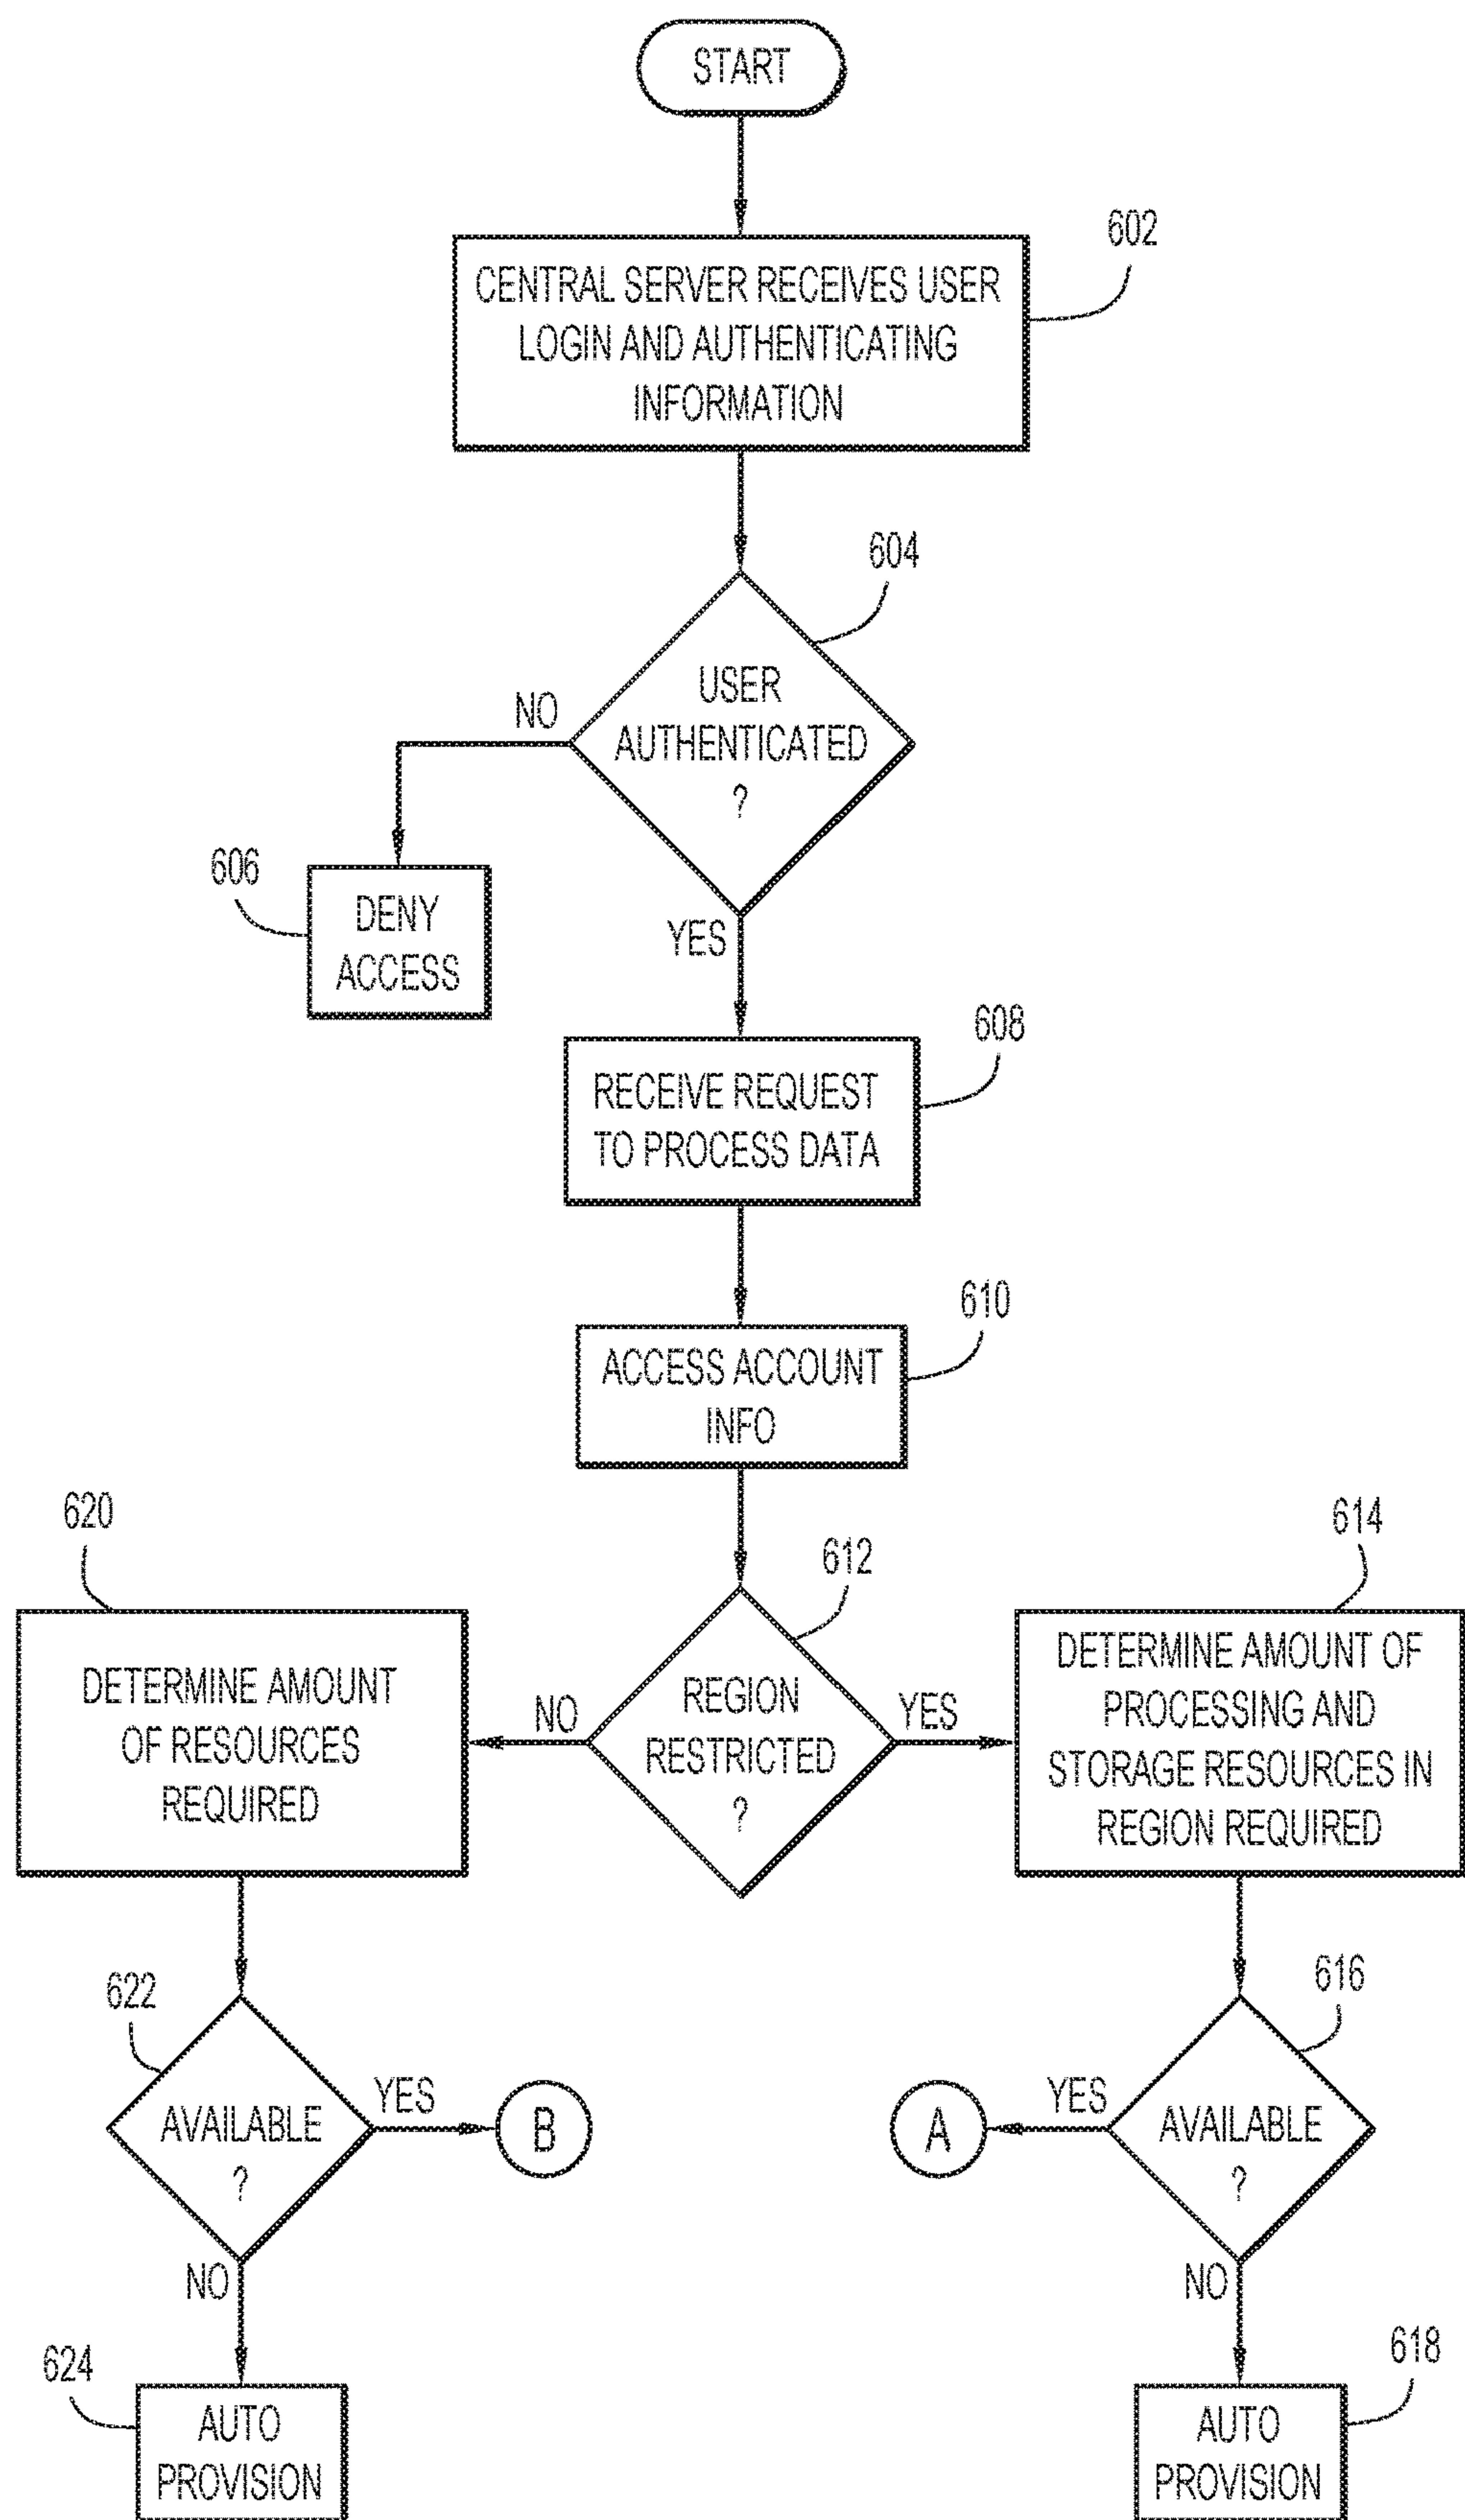 START
602
CENTRAL SERVER RECEIVES USER
LOGIN AND AUTHENTICATING
INFORMATION
604
USER
AUTHENTICATED
?
NO
606
DENY
ACCESS
YES
608
RECEIVE REQUEST
TO PROCESS DATA
610
ACCESS ACCOUNT
INFO
612
REGION
RESTRICTED
?
NO
YES
620
DETERMINE AMOUNT
OF RESOURCES
REQUIRED
614
DETERMINE AMOUNT OF
PROCESSING AND
STORAGE RESOURCES IN
REGION REQUIRED
622
AVAILABLE
?
YES
B
NO
624
AUTO
PROVISION
616
AVAILABLE
?
YES
A
NO
618
AUTO
PROVISION